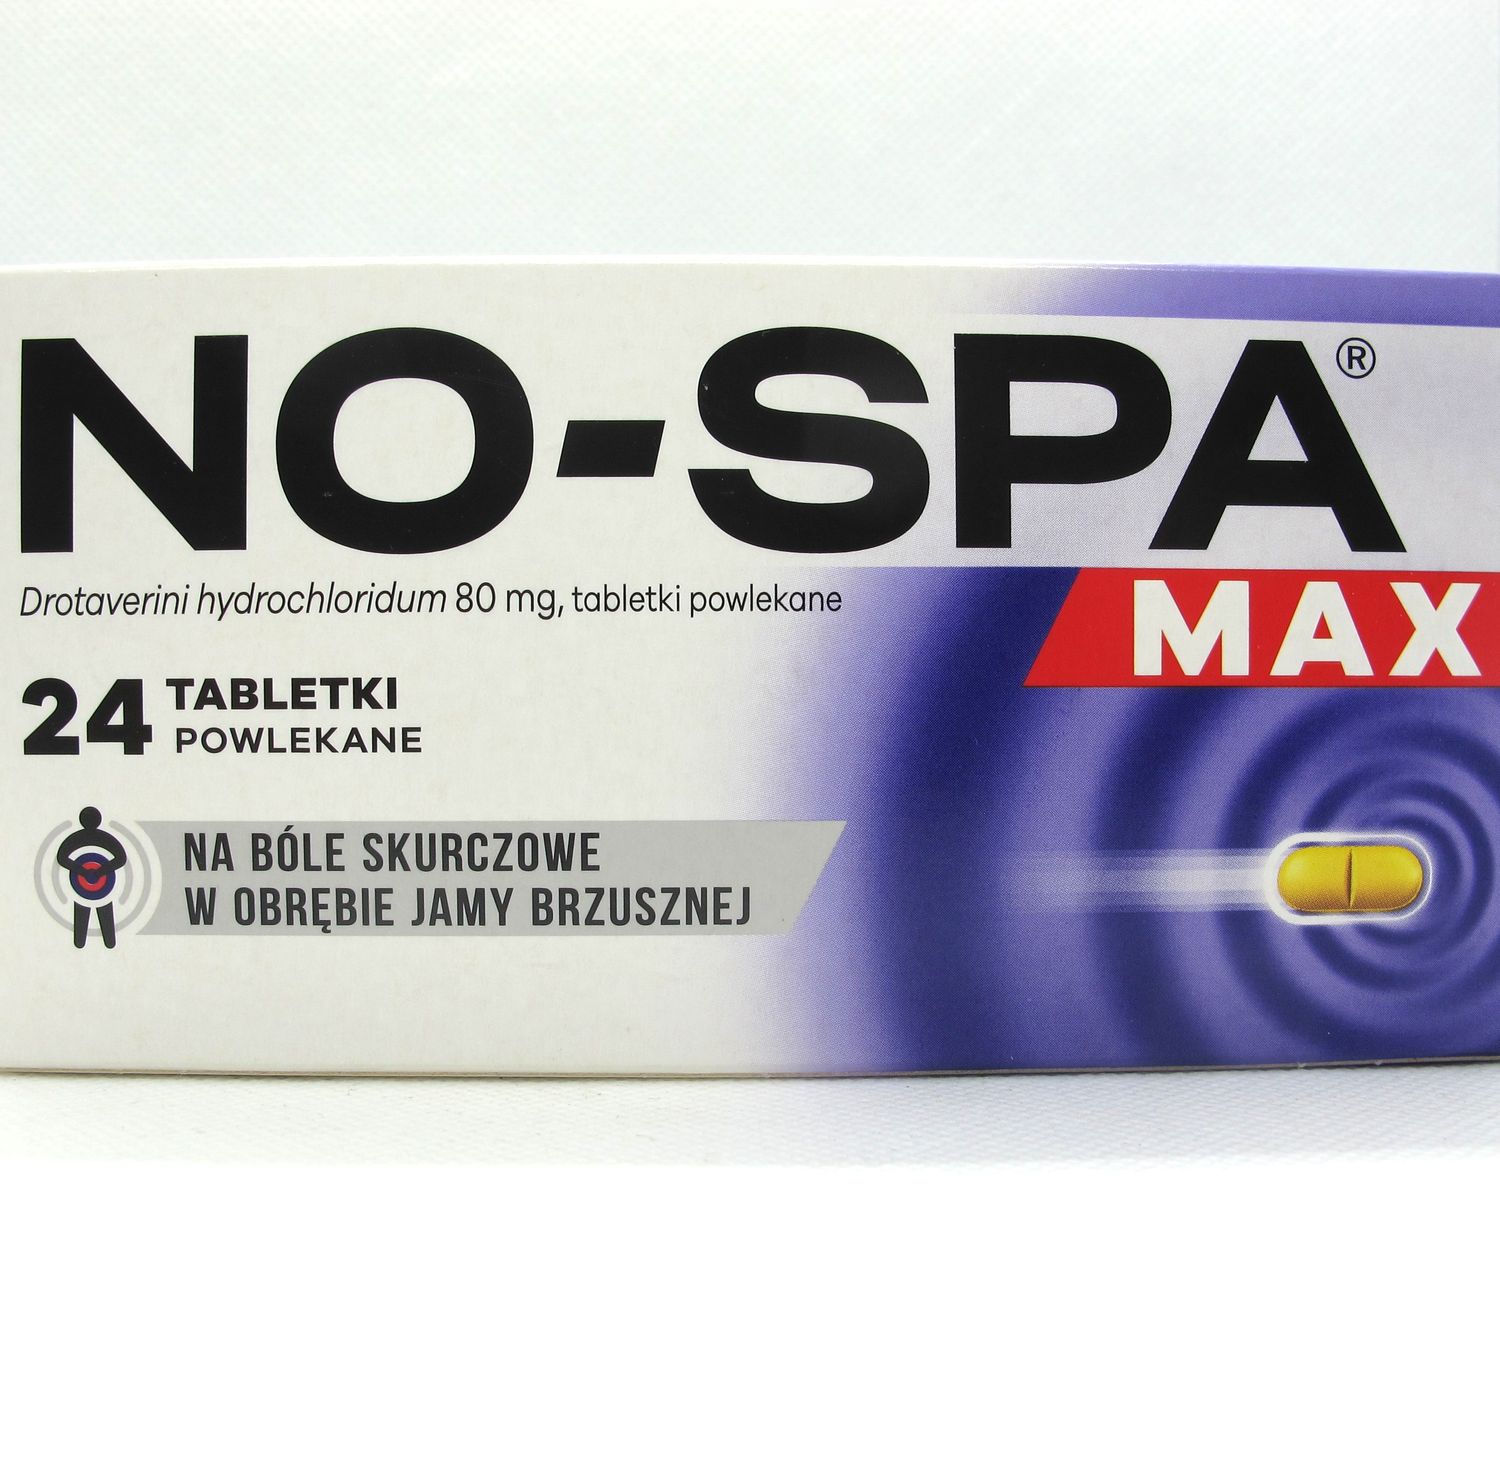 NO-SPA®
MAX
Drotaverini hydrochloridum 80 mg, tabletki powlekane
24 TABLETKI
POWLEKANE
NA BÓLE SKURCZOWE
W OBRĘBIE JAMY BRZUSZNEJ